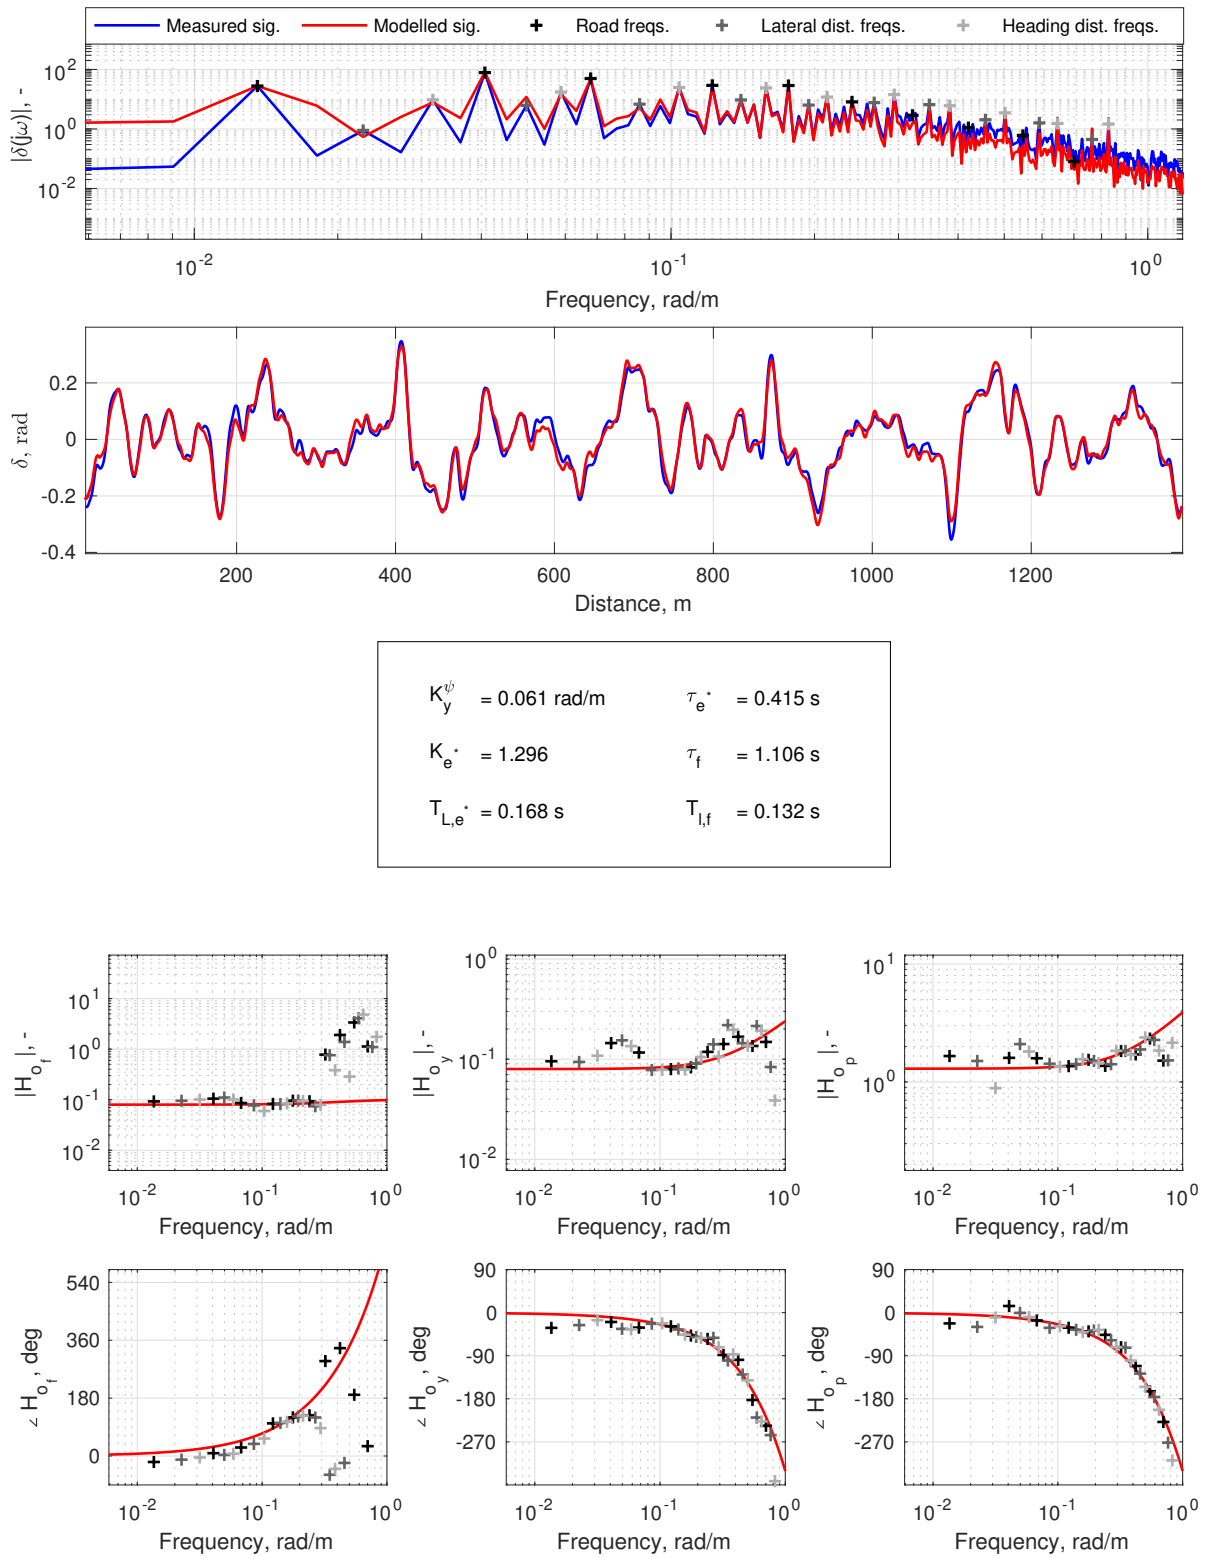 Measured sig. Modelled sig. Road freqs. Lateral dist. freqs. Heading dist. freqs.
|δ(jω)|, -
10^2
10^0
10^-2
10^-2 10^-1 10^0
Frequency, rad/m
δ, rad
0.2
0
-0.2
-0.4
200 400 600 800 1000 1200
Distance, m
K_y^ψ = 0.061 rad/m τ_e* = 0.415 s
K_e* = 1.296 τ_f = 1.106 s
T_L,e* = 0.168 s T_l,f = 0.132 s
|H_o_f|, -
10^1
10^0
10^-1
10^-2
10^-2 10^-1 10^0
Frequency, rad/m
|H_o_y|, -
10^0
10^-1
10^-2
10^-2 10^-1 10^0
Frequency, rad/m
|H_o_p|, -
10^1
10^0
10^-2 10^-1 10^0
Frequency, rad/m
∠ H_o_f, deg
540
360
180
0
10^-2 10^-1 10^0
Frequency, rad/m
∠ H_o_y, deg
90
0
-90
-180
-270
10^-2 10^-1 10^0
Frequency, rad/m
∠ H_o_p, deg
90
0
-90
-180
-270
10^-2 10^-1 10^0
Frequency, rad/m